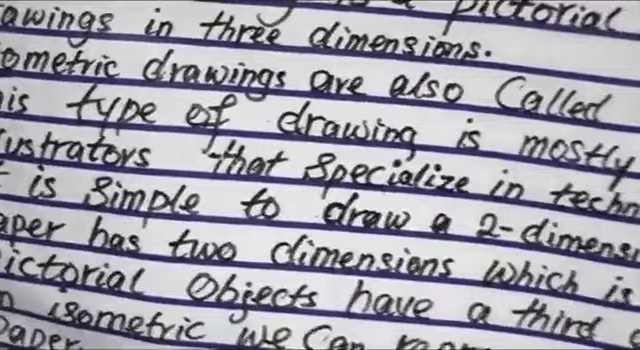 pictorial
awings in three dimensions.
ometric drawings are also Called
is type of drawing is mostly
ustrators that Specialize in techn
is Simple to draw a 2-dimensi
aper has two dimensions which is
ictorial Objects have a third
isometric we Can
paper.